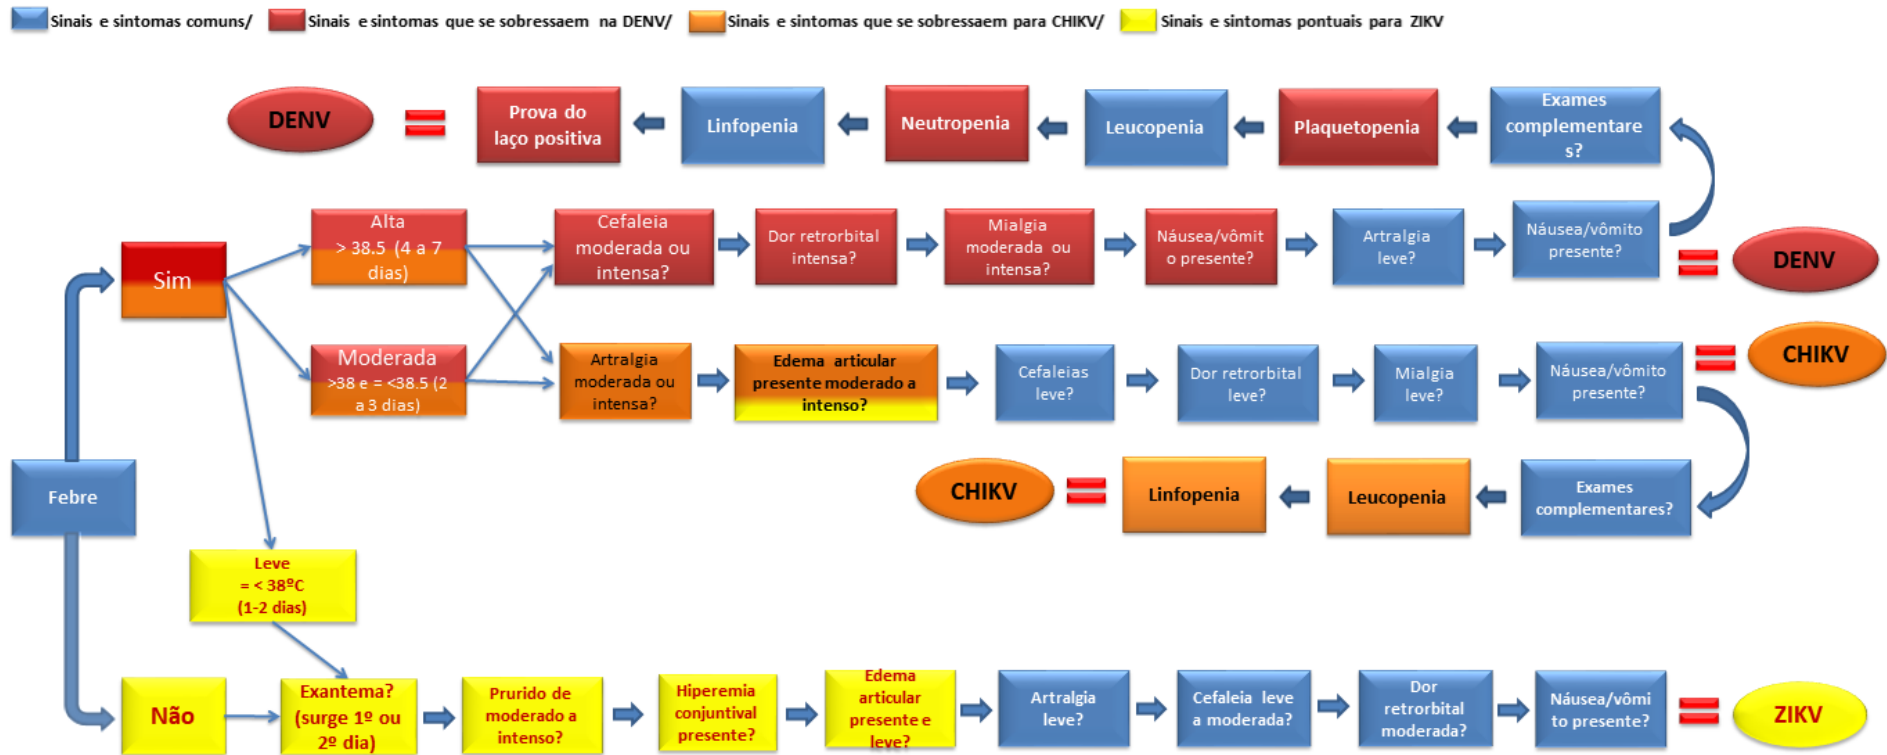 Sinais e sintomas comuns/
Sinais e sintomas que se sobressaem na DENV/
Sinais e sintomas que se sobressaem para CHIKV/
Sinais e sintomas pontuais para ZIKV
DENV
Prova do
laço positiva
Linfopenia
Neutropenia
Leucopenia
Plaquetopenia
Exames
complementare
s?
Sim
Alta
> 38.5 (4 a 7
dias)
Cefaleia
moderada ou
intensa?
Dor retrorbital
intensa?
Mialgia
moderada ou
intensa?
Náusea/vômit
o presente?
Artralgia
leve?
Náusea/vômito
presente?
DENV
Moderada
>38 e = <38.5 (2
a 3 dias)
Artralgia
moderada ou
intensa?
Edema articular
presente moderado a
intenso?
Cefaleias
leve?
Dor retrorbital
leve?
Mialgia
leve?
Náusea/vômito
presente?
CHIKV
Febre
CHIKV
Linfopenia
Leucopenia
Exames
complementares?
Leve
= < 38ºC
(1-2 dias)
Não
Exantema?
(surge 1º ou
2º dia)
Prurido de
moderado a
intenso?
Hiperemia
conjuntival
presente?
Edema
articular
presente e
leve?
Artralgia
leve?
Cefaleia leve
a moderada?
Dor
retrorbital
moderada?
Náusea/vômi
to presente?
ZIKV